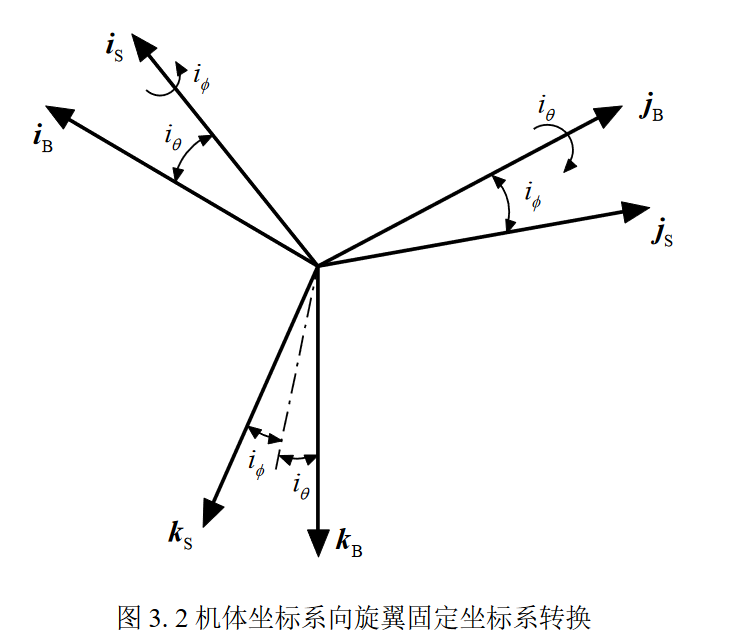 i_S
i_ϕ
i_θ
j_B
i_B
i_θ
i_ϕ
j_S
i_ϕ
i_θ
k_S
k_B
图 3. 2 机体坐标系向旋翼固定坐标系转换